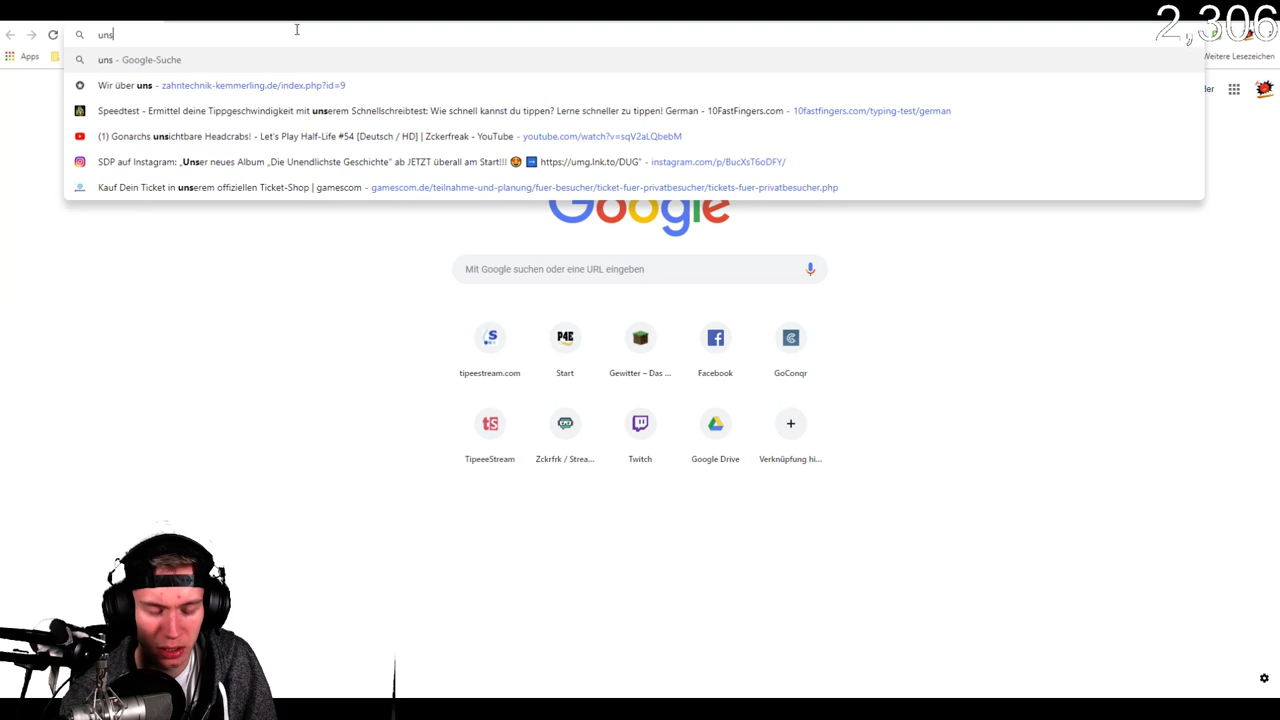 2,306
uns
uns - Google-Suche
Apps
Weitere Lesezeichen
Wir über uns - zahntechnik-kemmerling.de/index.php?id=9
Speedtest - Ermittel deine Tippgeschwindigkeit mit unserem Schnellschreibtest: Wie schnell kannst du tippen? Lerne schneller zu tippen! German - 10FastFingers.com - 10fastfingers.com/typing-test/german
(1) Gonarchs unsichtbare Headcrabs! - Let's Play Half-Life #54 [Deutsch / HD] | Zckerfreak - YouTube - youtube.com/watch?v=sqV2aLQbebM
SDP auf Instagram: „Unser neues Album „Die Unendlichste Geschichte" ab JETZT überall am Start!!! 🤩 ➡️ https://umg.lnk.to/DUG" - instagram.com/p/BucXsT6oDFY/
Kauf Dein Ticket in unserem offiziellen Ticket-Shop | gamescom - gamescom.de/teilnahme-und-planung/fuer-besucher/ticket-fuer-privatbesucher/tickets-fuer-privatbesucher.php
Google
Mit Google suchen oder eine URL eingeben
S
P4E
tipeestream.com
Start
Gewitter – Das ...
Facebook
GoConqr
tS
TipeeeStream
Zckrfrk / Strea...
Twitch
Google Drive
Verknüpfung hi...